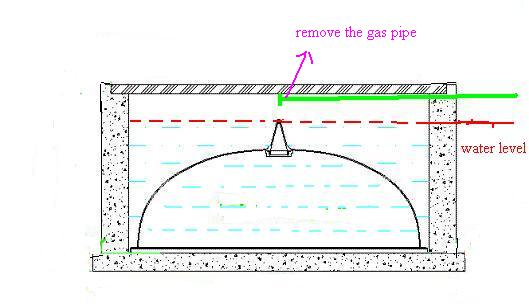 remove the gas pipe
water level